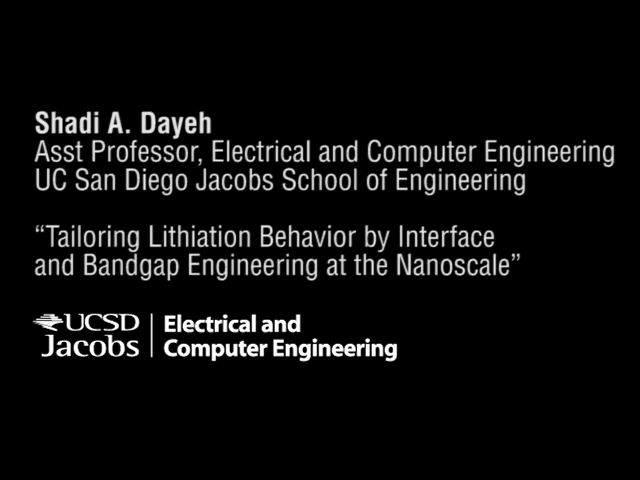 Shadi A. Dayeh
Asst Professor, Electrical and Computer Engineering
UC San Diego Jacobs School of Engineering
“Tailoring Lithiation Behavior by Interface
and Bandgap Engineering at the Nanoscale”
UCSD
Jacobs
Electrical and
Computer Engineering